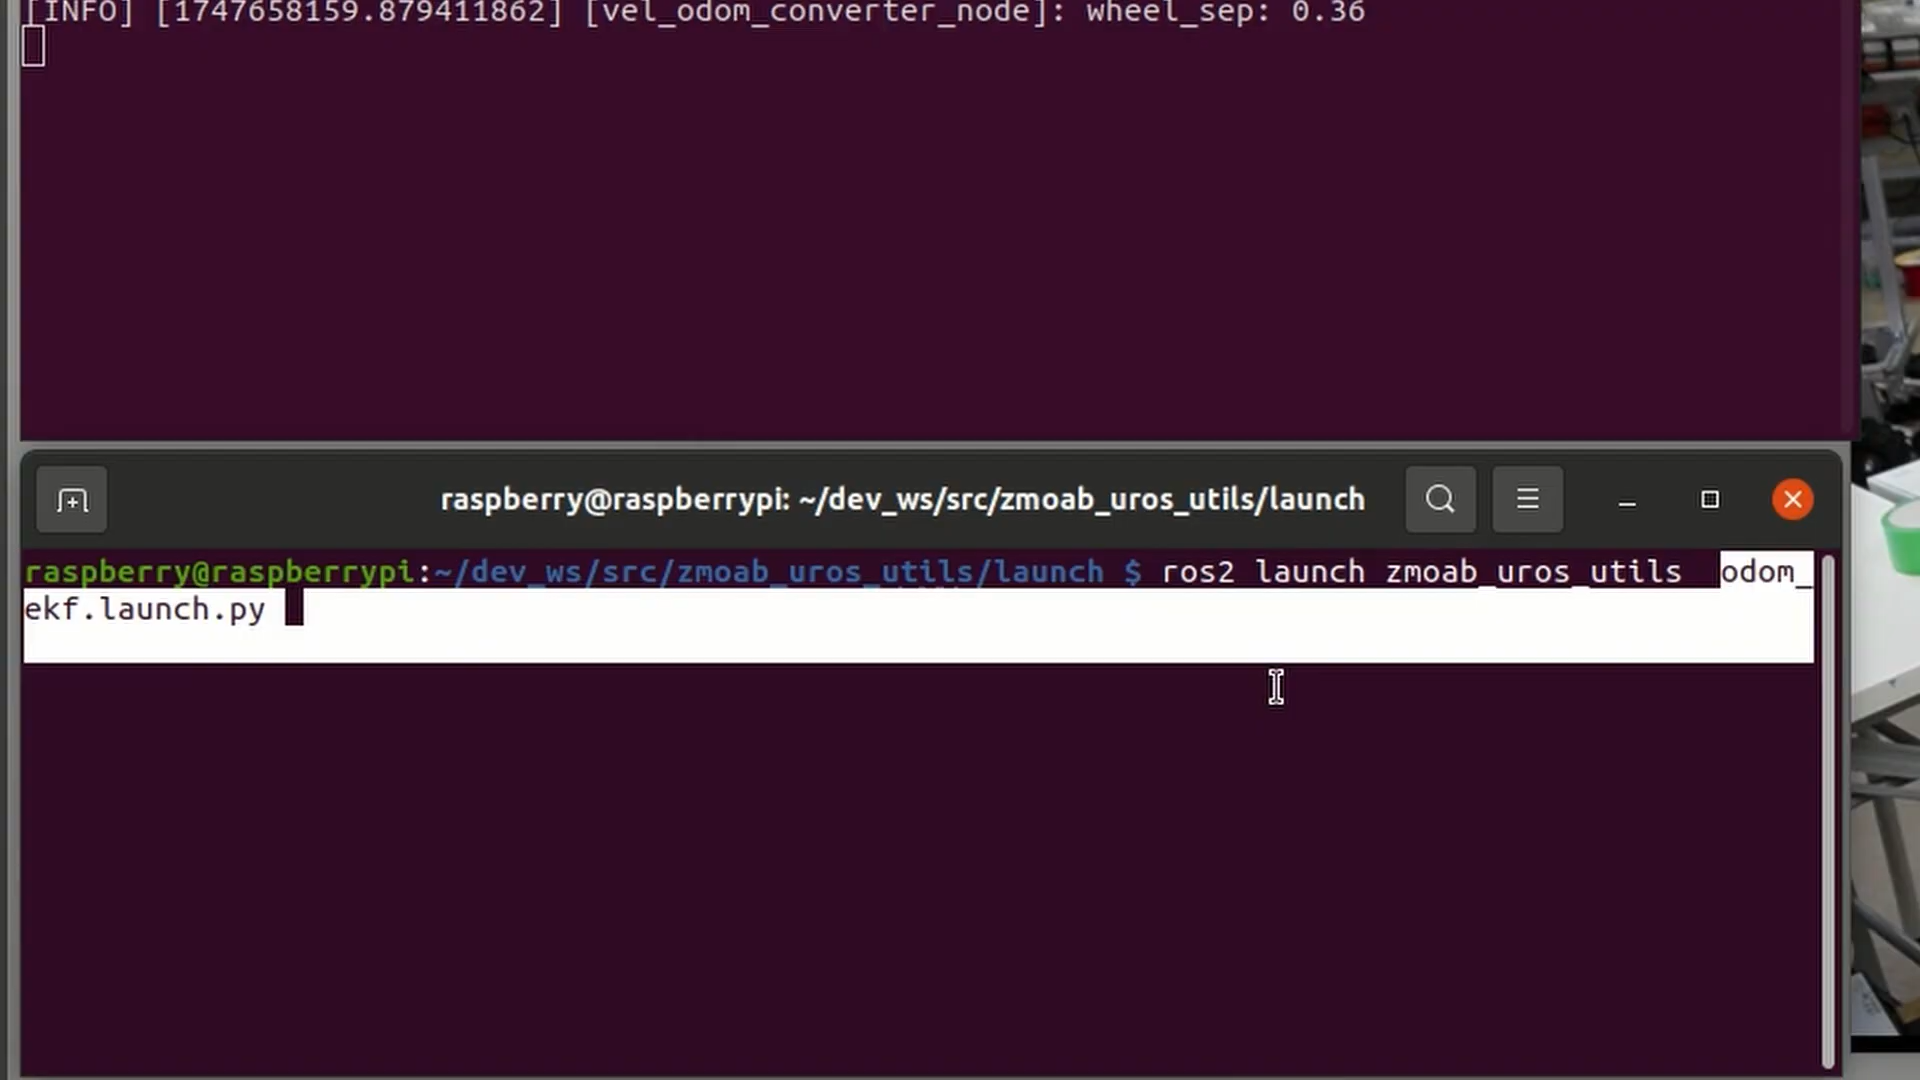 [INFO] [1747658159.879411862] [vel_odom_converter_node]: wheel_sep: 0.36
raspberry@raspberrypi: ~/dev_ws/src/zmoab_uros_utils/launch
raspberry@raspberrypi:~/dev_ws/src/zmoab_uros_utils/launch $ ros2 launch zmoab_uros_utils  odom_
ekf.launch.py